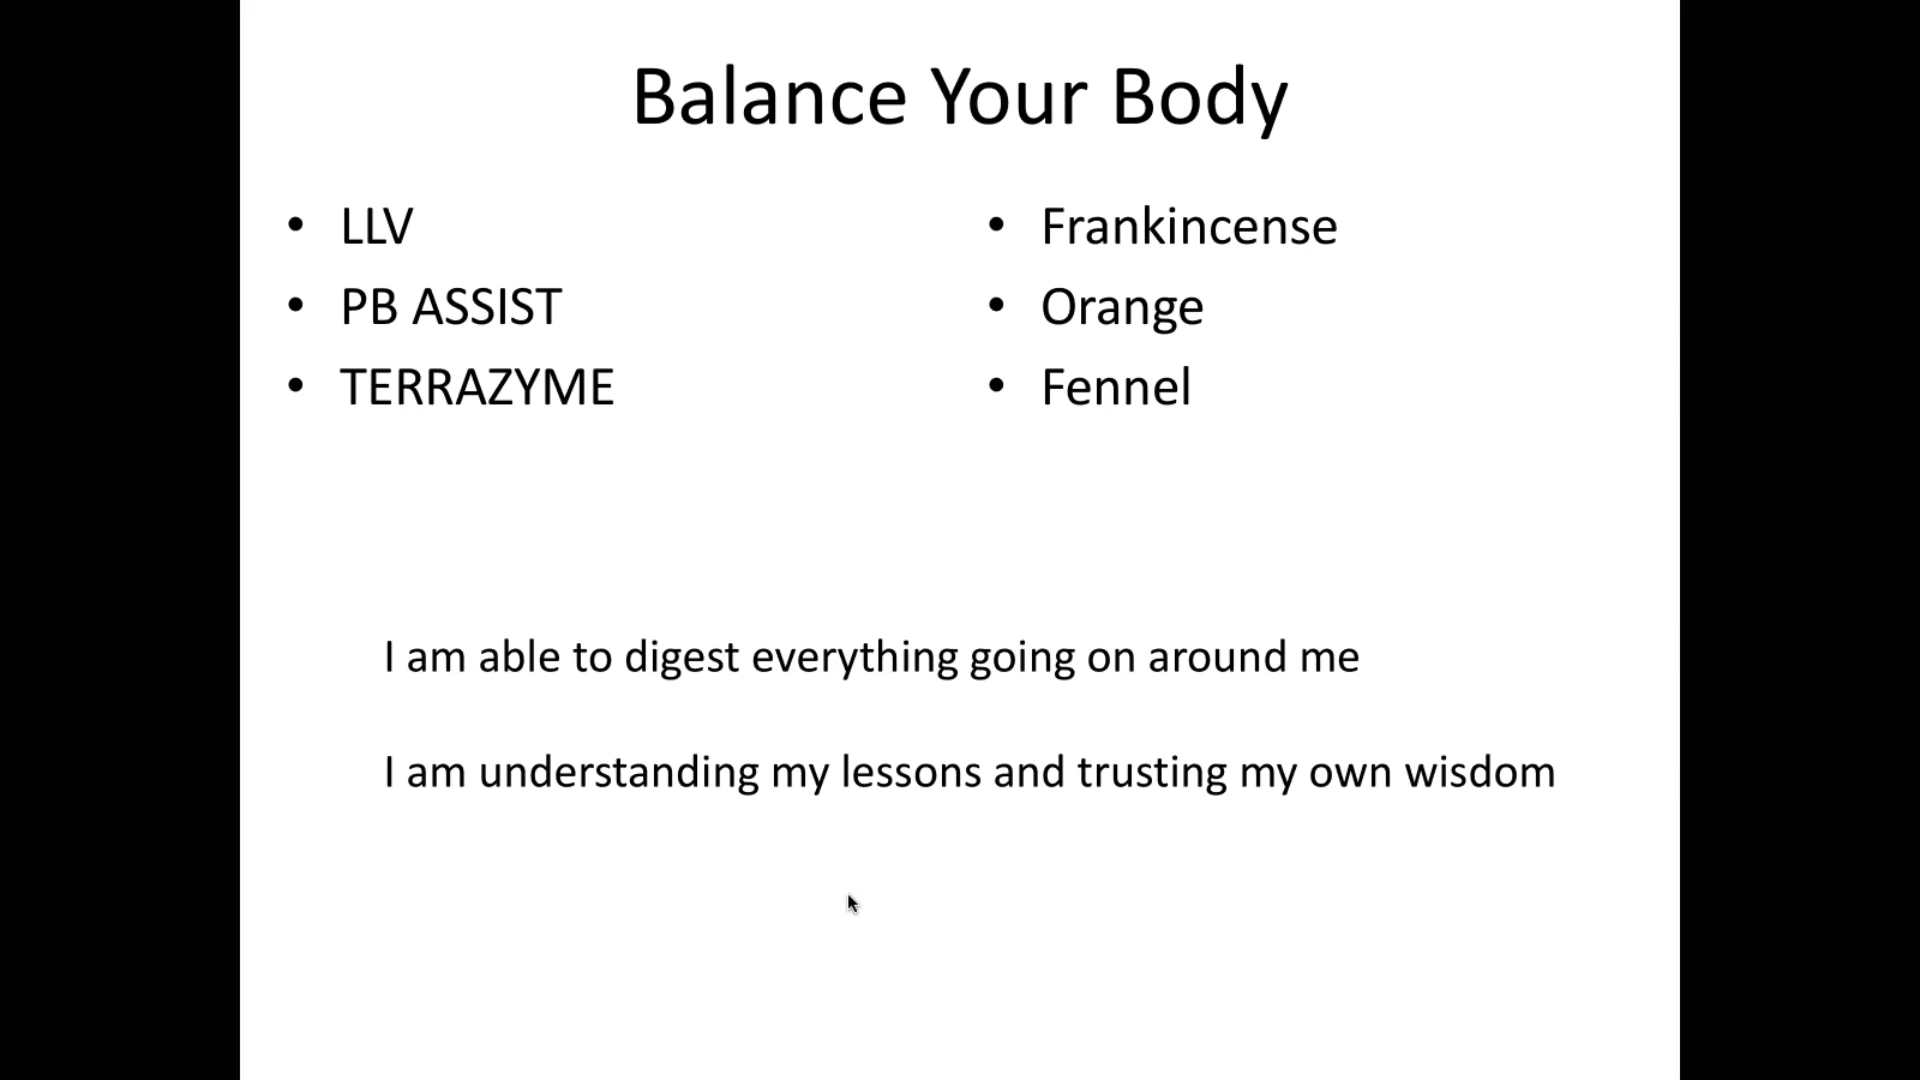 Balance Your Body
• LLV
• PB ASSIST
• TERRAZYME
• Frankincense
• Orange
• Fennel
I am able to digest everything going on around me
I am understanding my lessons and trusting my own wisdom